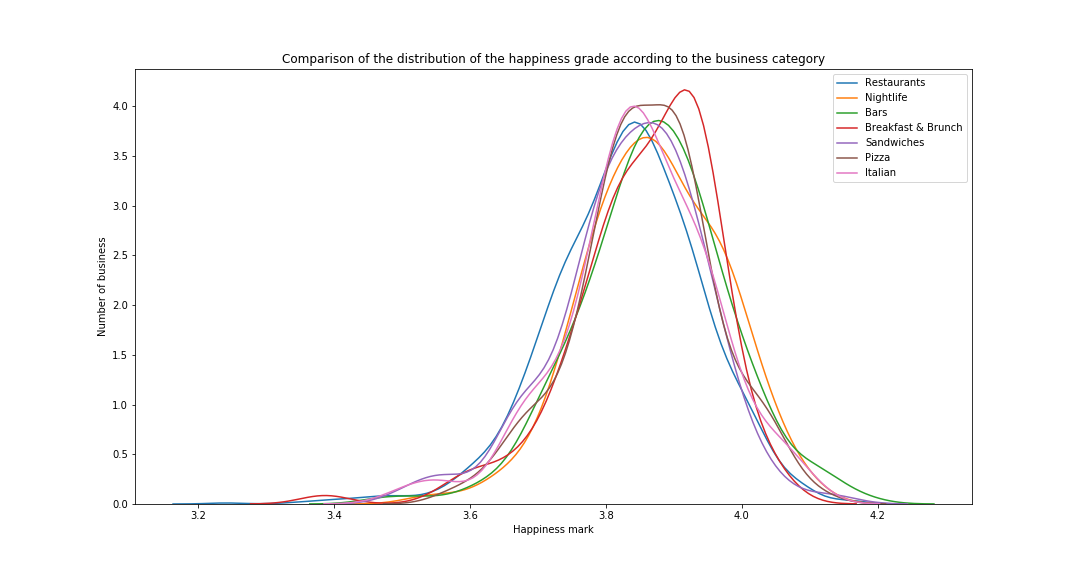 Comparison of the distribution of the happiness grade according to the business category
Restaurants
Nightlife
Bars
Breakfast & Brunch
Sandwiches
Pizza
Italian
Number of business
4.0
3.5
3.0
2.5
2.0
1.5
1.0
0.5
0.0
3.2 3.4 3.6 3.8 4.0 4.2
Happiness mark